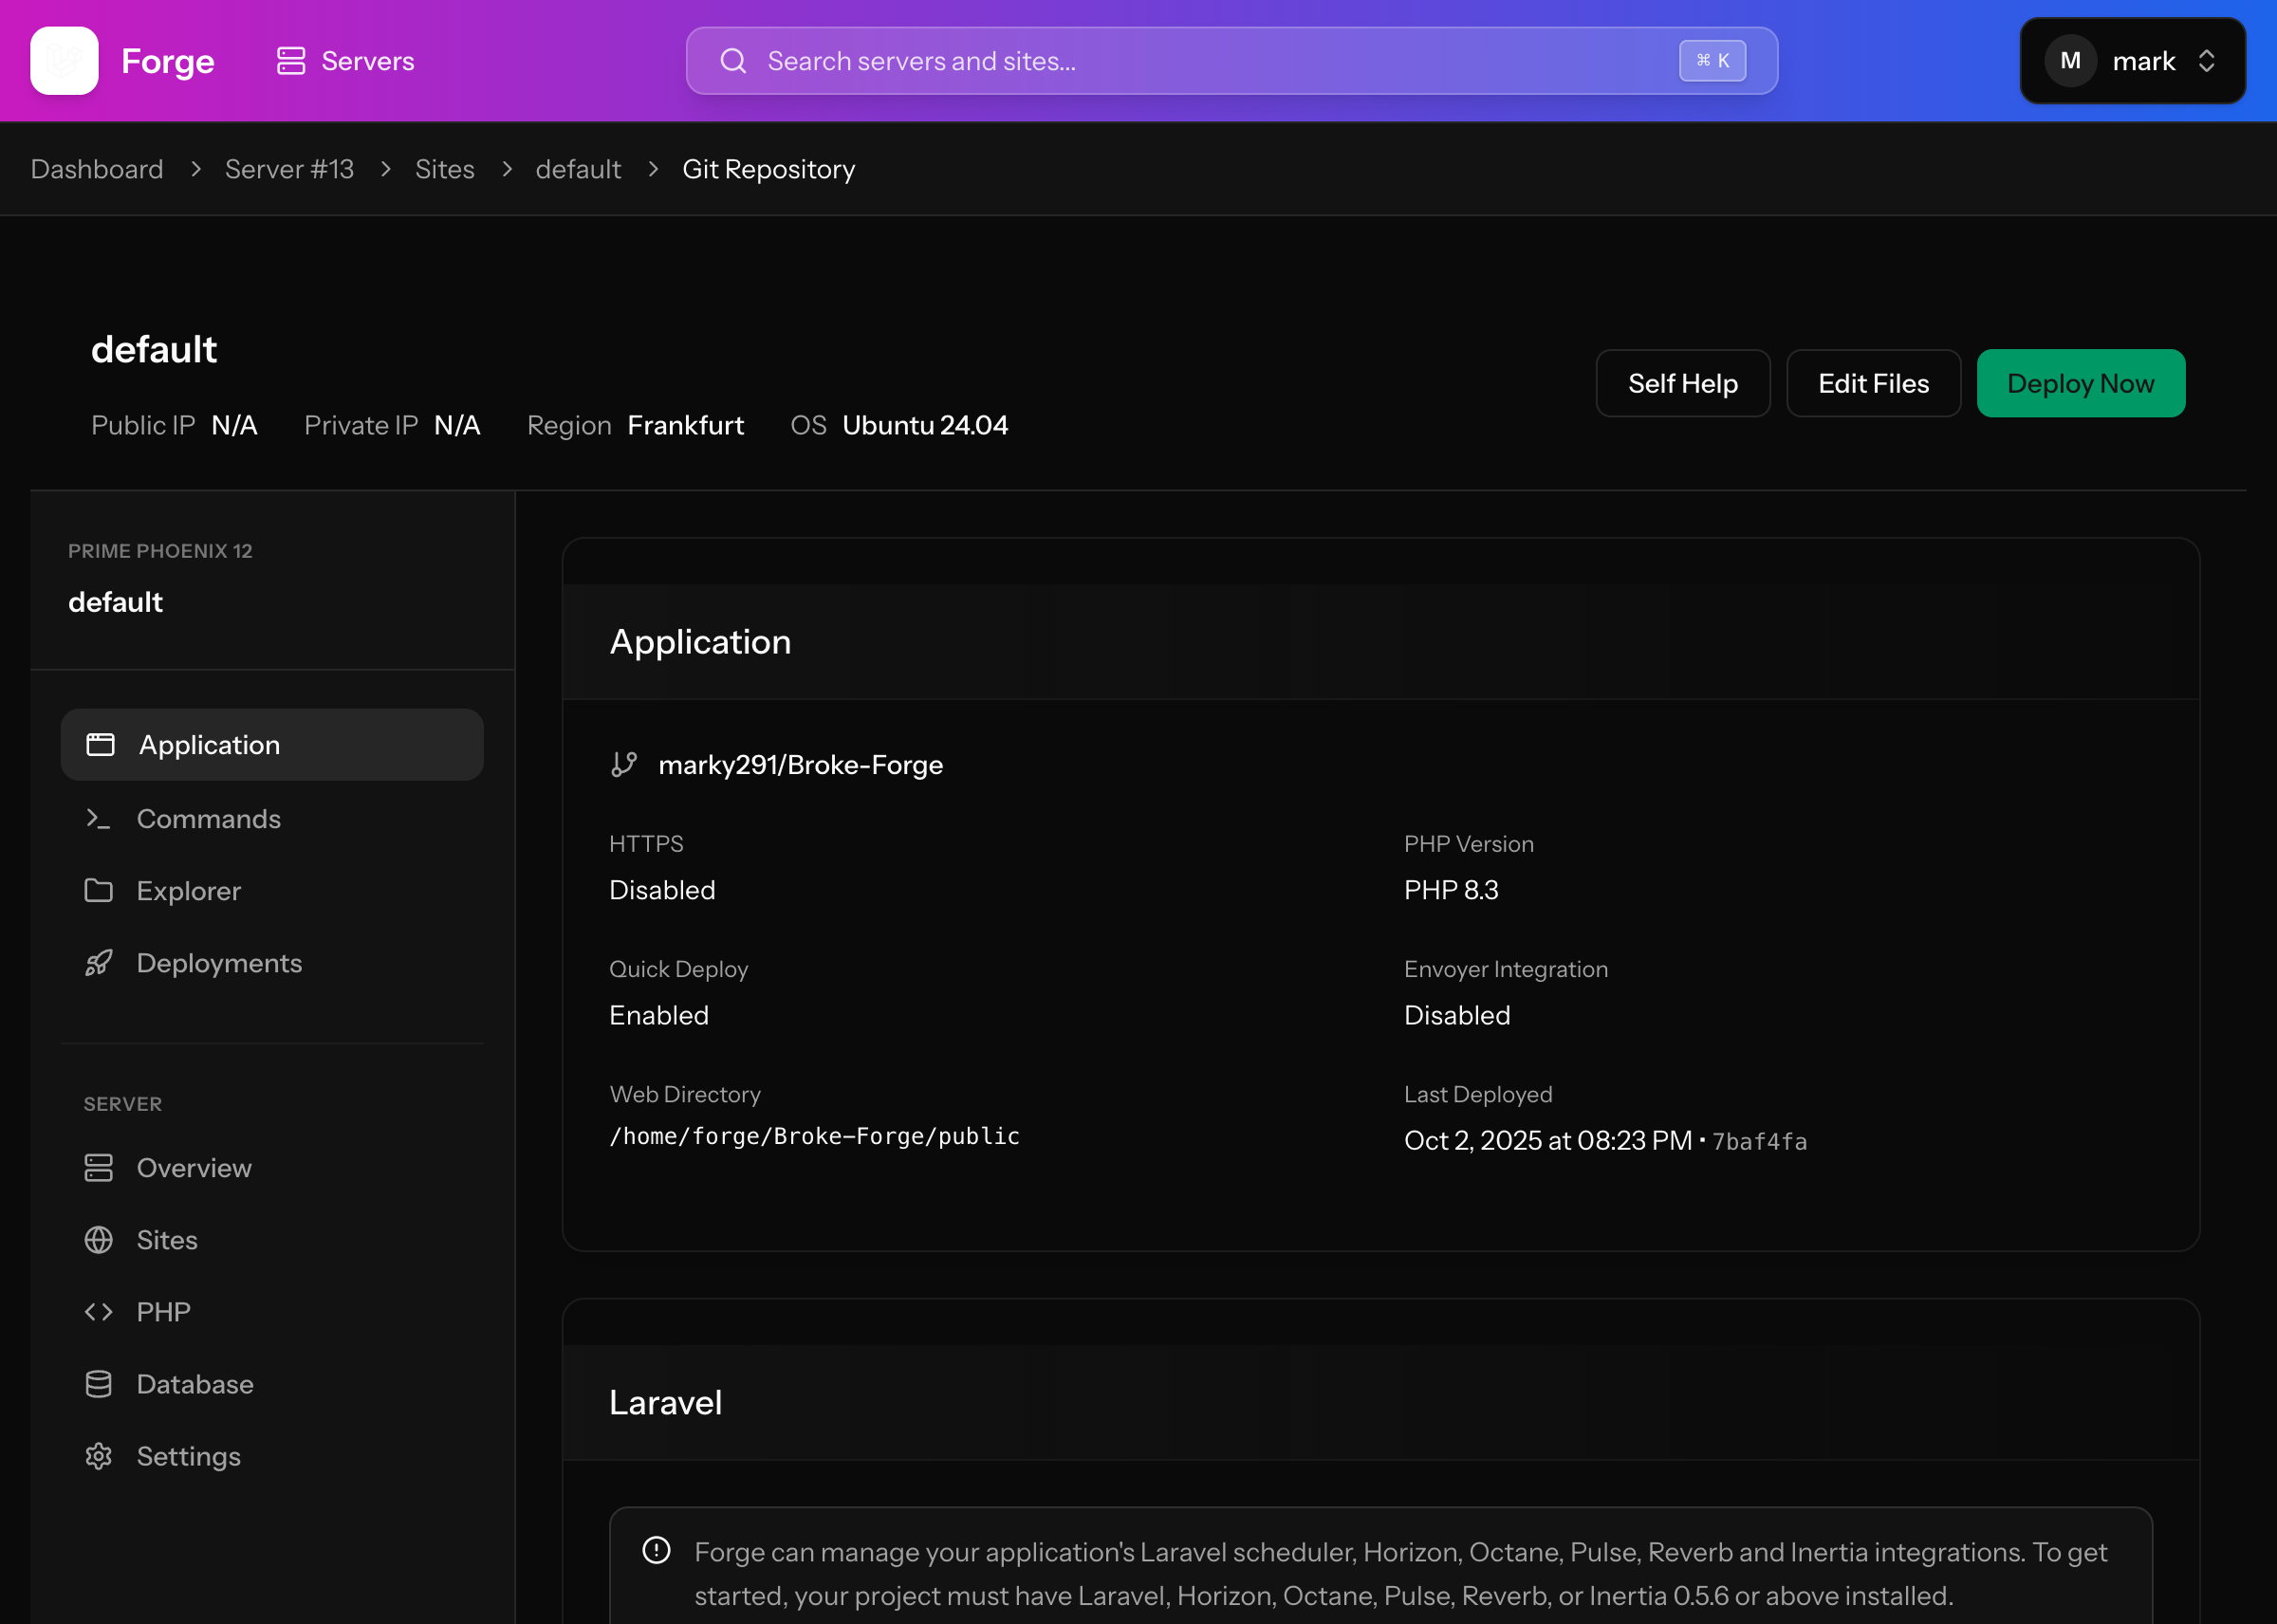 Forge
Servers
Search servers and sites...
⌘ K
M
mark
Dashboard > Server #13 > Sites > default > Git Repository
default
Public IP N/A Private IP N/A Region Frankfurt OS Ubuntu 24.04
Self Help
Edit Files
Deploy Now
PRIME PHOENIX 12
default
Application
Commands
Explorer
Deployments
SERVER
Overview
Sites
PHP
Database
Settings
Application
marky291/Broke-Forge
HTTPS
Disabled
PHP Version
PHP 8.3
Quick Deploy
Enabled
Envoyer Integration
Disabled
Web Directory
/home/forge/Broke-Forge/public
Last Deployed
Oct 2, 2025 at 08:23 PM • 7baf4fa
Laravel
Forge can manage your application's Laravel scheduler, Horizon, Octane, Pulse, Reverb and Inertia integrations. To get
started, your project must have Laravel, Horizon, Octane, Pulse, Reverb, or Inertia 0.5.6 or above installed.